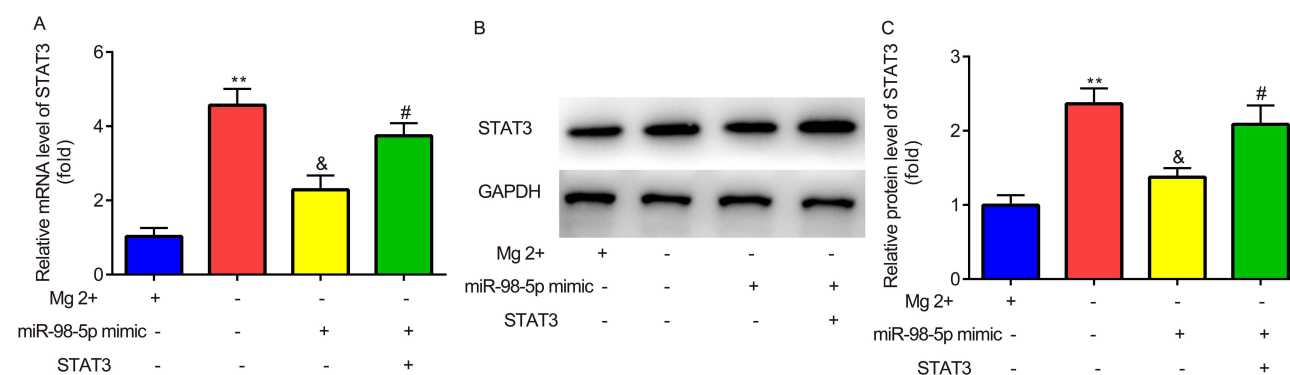 A
Relative mRNA level of STAT3
(fold)
6
4
2
0
**
&
#
Mg 2+ + - - -
miR-98-5p mimic - - + +
STAT3 - - - +
B
STAT3
GAPDH
Mg 2+ + - - -
miR-98-5p mimic - - + +
STAT3 - - - +
C
Relative protein level of STAT3
(fold)
3
2
1
0
**
&
#
Mg 2+ + - - -
miR-98-5p mimic - - + +
STAT3 - - - +